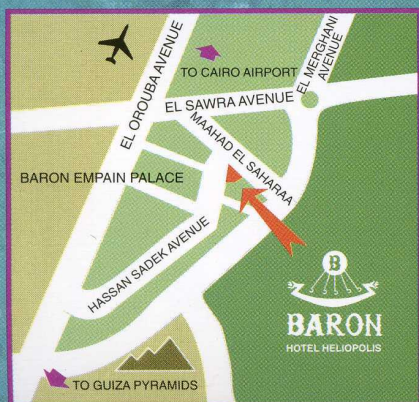 TO CAIRO AIRPORT
EL MERGHANI
AVENUE
EL OROUBA AVENUE
EL SAWRA AVENUE
MAAHAD EL SAHARAA
BARON EMPAIN PALACE
HASSAN SADEK AVENUE
B
BARON
HOTEL HELIOPOLIS
TO GUIZA PYRAMIDS